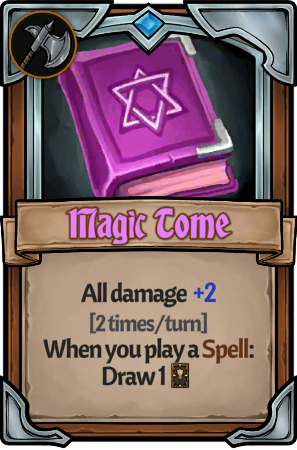 Magic Tome
All damage +2
[2 times/turn]
When you play a Spell:
Draw 1